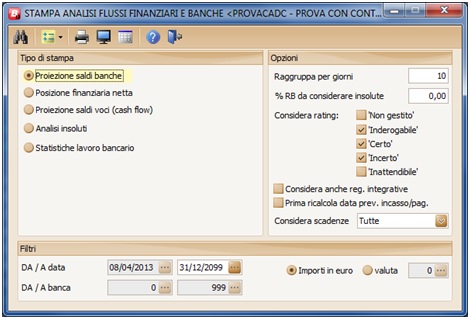 STAMPA ANALISI FLUSSI FINANZIARI E BANCHE <PROVACADC - PROVA CON CONT...
Tipo di stampa
Proiezione saldi banche
Posizione finanziaria netta
Proiezione saldi voci (cash flow)
Analisi insoluti
Statistiche lavoro bancario
Opzioni
Raggruppa per giorni 10
% RB da considerare insolute 0,00
Considera rating: 'Non gestito'
'Inderogabile'
'Certo'
'Incerto'
'Inattendibile'
Considera anche reg. integrative
Prima ricalcola data prev. incasso/pag.
Considera scadenze Tutte
Filtri
DA / A data 08/04/2013 ... 31/12/2099 ... Importi in euro valuta 0 ...
DA / A banca 0 ... 999 ...